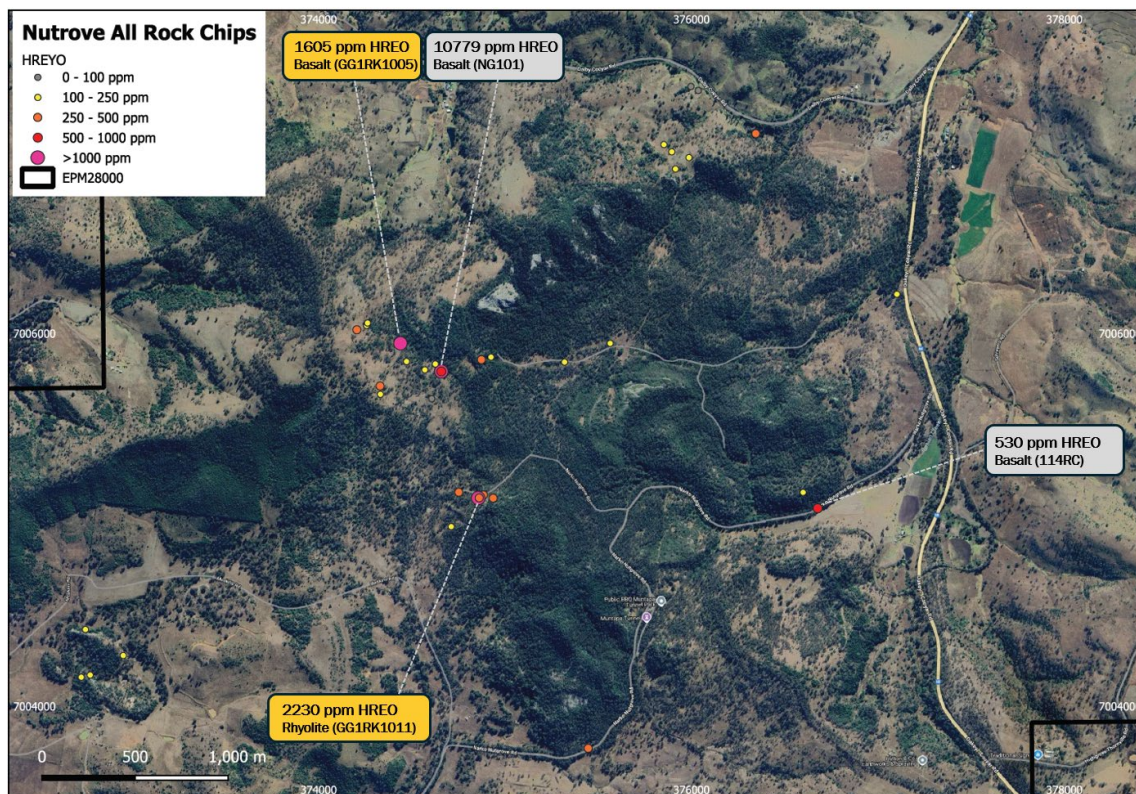 374000
376000
378000
Nutrove All Rock Chips
HREYO
0 - 100 ppm
100 - 250 ppm
250 - 500 ppm
500 - 1000 ppm
>1000 ppm
EPM28000
1605 ppm HREO
Basalt (GG1RK1005)
10779 ppm HREO
Basalt (NG101)
7006000
7006000
530 ppm HREO
Basalt (114RC)
2230 ppm HREO
Rhyolite (GG1RK1011)
7004000
7004000
0
500
1,000 m
374000
376000
378000